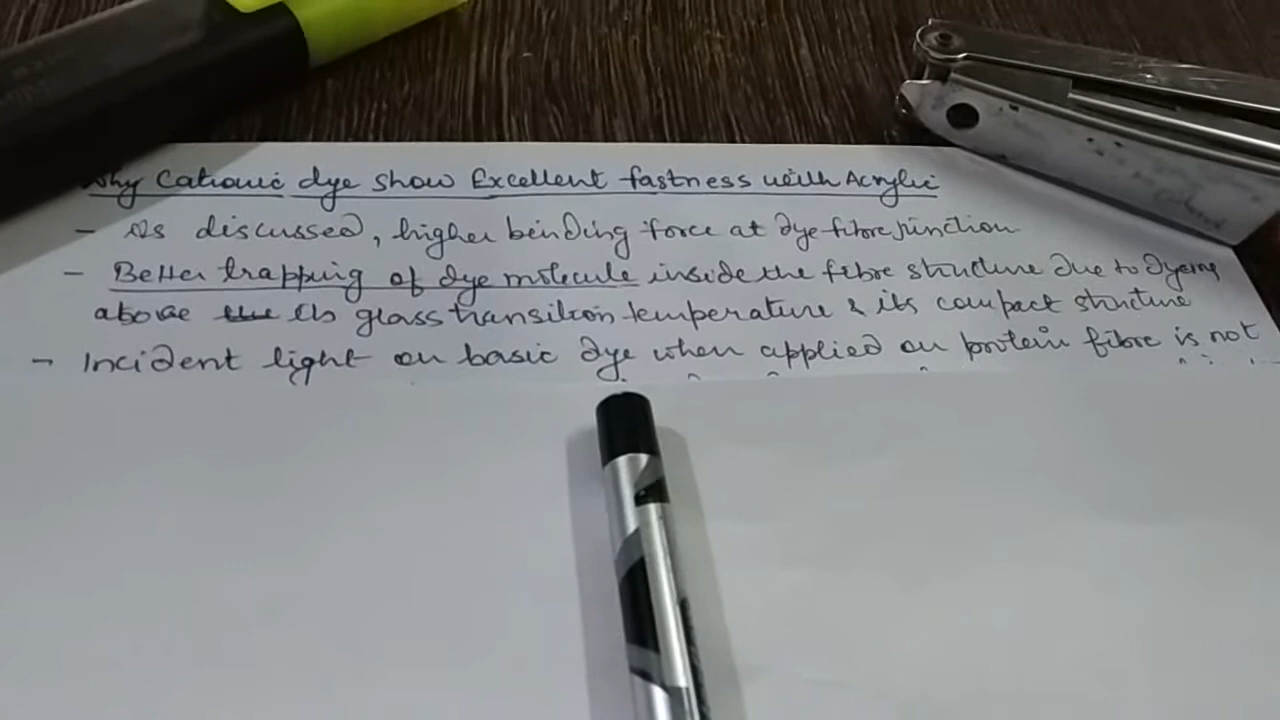 Why Cationic dye show Excellent fastness with Acrylic
- As discussed, higher beinding force at dye fibre junction
- Better trapping of dye molecule inside the fibre structure due to dyeing
above the its glass transition temperature & its compact structure
- Incident light on basic dye when applied on protein fibre is not